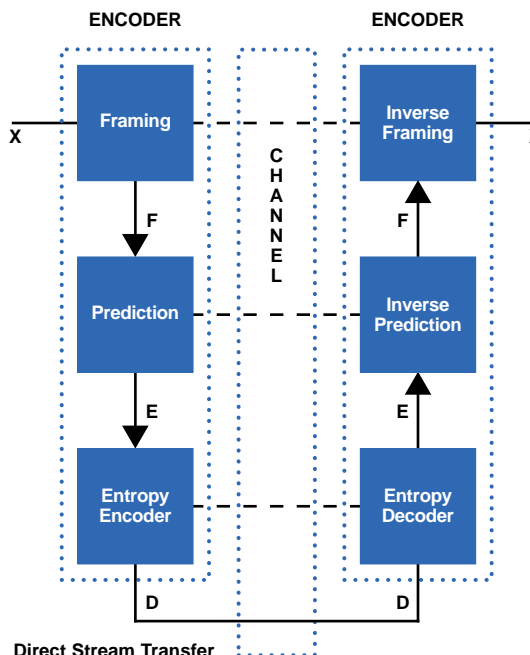 ENCODER
ENCODER
Framing
Inverse
Framing
X
C
H
A
N
N
E
L
F
F
Prediction
Inverse
Prediction
E
E
Entropy
Encoder
Entropy
Decoder
D
D
Direct Stream Transfer